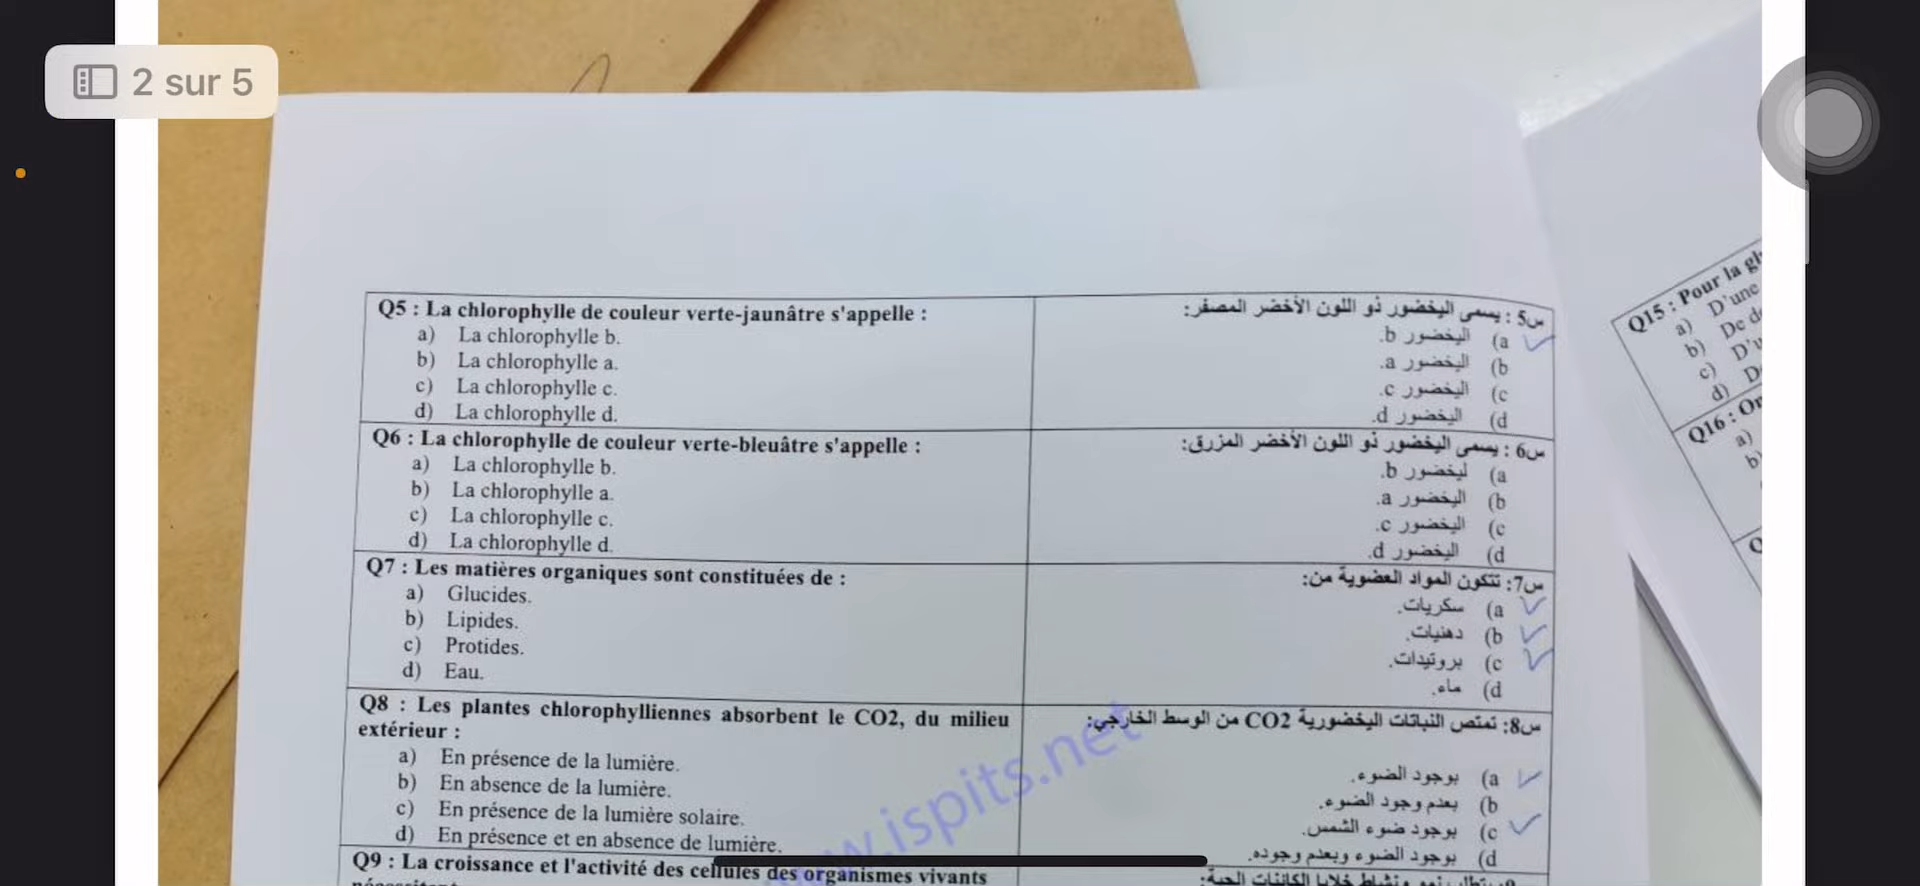 2 sur 5
Q5 : La chlorophylle de couleur verte-jaunâtre s'appelle :
a) La chlorophylle b.
b) La chlorophylle a.
c) La chlorophylle c.
d) La chlorophylle d.
س5 : يسمى اليخضور ذو اللون الأخضر المصفر:
a) اليخضور b.
b) اليخضور a.
c) اليخضور c.
d) اليخضور d.
Q6 : La chlorophylle de couleur verte-bleuâtre s'appelle :
a) La chlorophylle b.
b) La chlorophylle a.
c) La chlorophylle c.
d) La chlorophylle d.
س6 : يسمى اليخضور ذو اللون الأخضر المزرق:
a) ليخضور b.
b) اليخضور a.
c) اليخضور c.
d) اليخضور d.
Q7 : Les matières organiques sont constituées de :
a) Glucides.
b) Lipides.
c) Protides.
d) Eau.
س7: تتكون المواد العضوية من:
a) سكريات.
b) دهنيات.
c) بروتيدات.
d) ماء.
Q8 : Les plantes chlorophylliennes absorbent le CO2, du milieu
extérieur :
a) En présence de la lumière.
b) En absence de la lumière.
c) En présence de la lumière solaire.
d) En présence et en absence de lumière.
س8: تمتص النباتات اليخضورية CO2 من الوسط الخارجي:
a) بوجود الضوء.
b) بعدم وجود الضوء.
c) بوجود ضوء الشمس.
d) بوجود الضوء وبعدم وجوده.
Q9 : La croissance et l'activité des cellules des organismes vivants
نمو ونشاط خلايا الكائنات الحية:
Q15 : Pour la
a) D'une
b) De
c)
d)
Q16 :
a)
b)
ispits.net